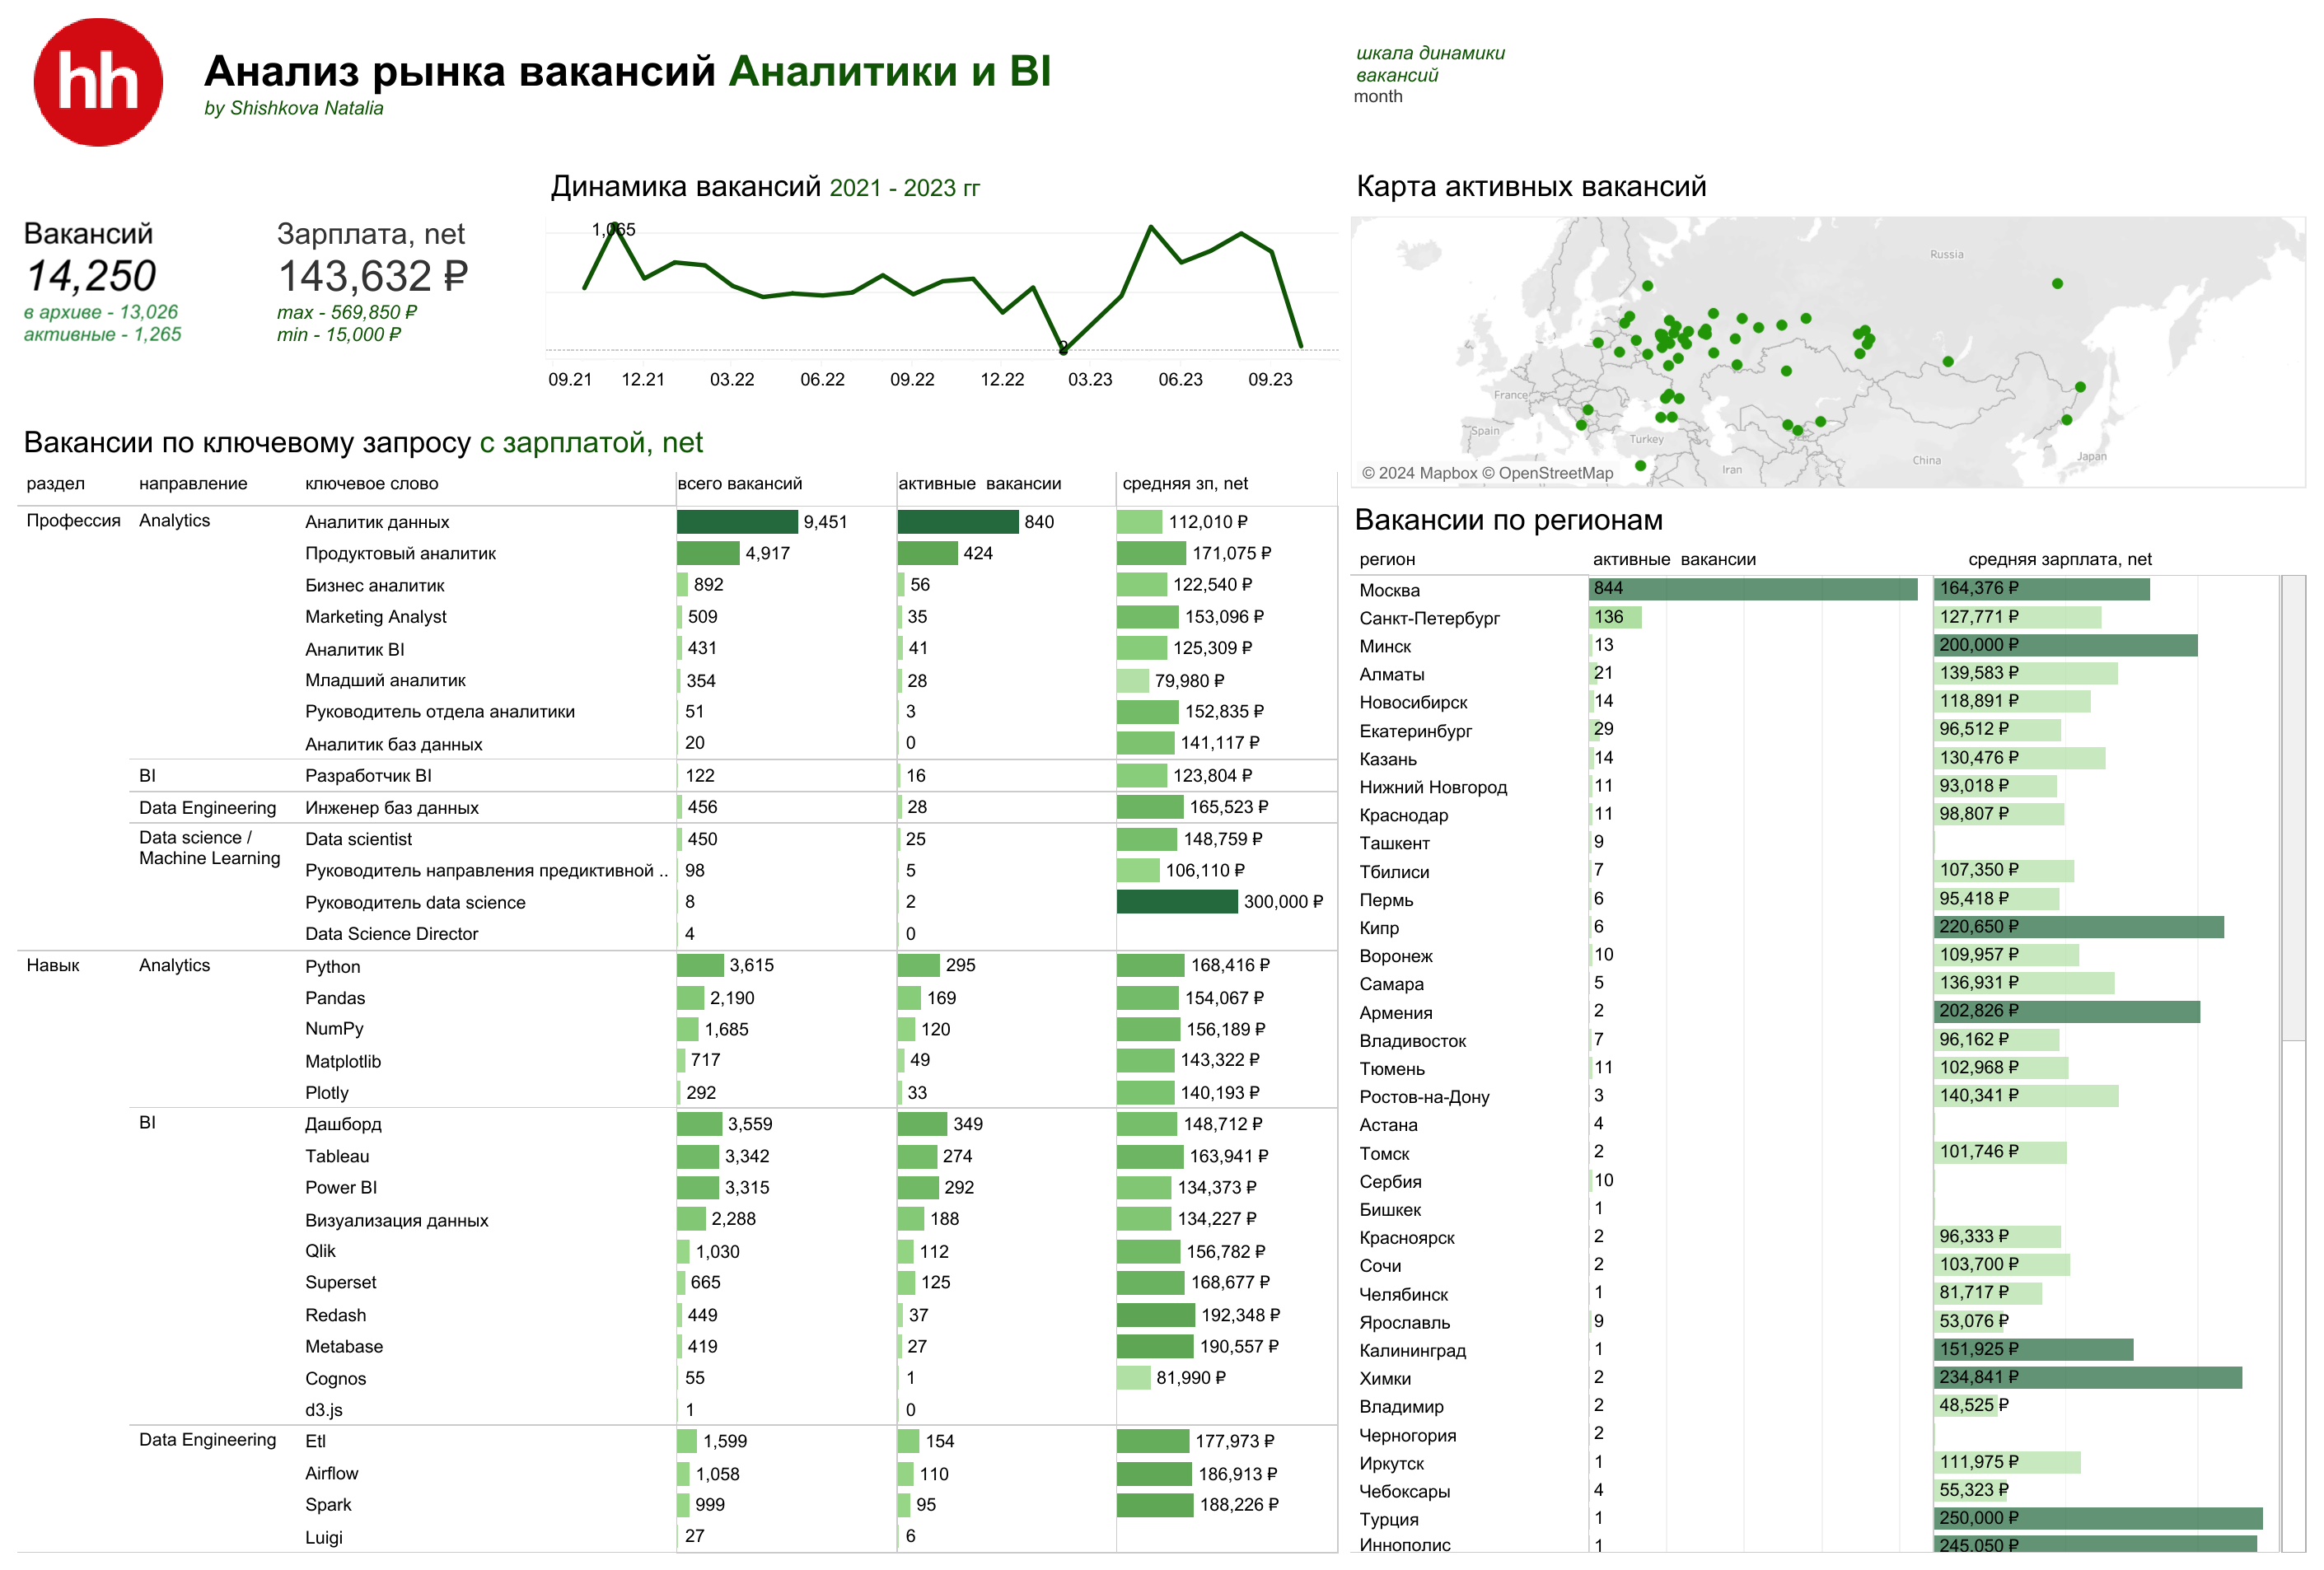 hh
Анализ рынка вакансий Аналитики и BI
by Shishkova Natalia
шкала динамики
вакансий
month
Вакансий
14,250
в архиве - 13,026
активные - 1,265
Зарплата, net
143,632 ₽
max - 569,850 ₽
min - 15,000 ₽
Динамика вакансий 2021 - 2023 гг
1,065
2
09.21 12.21 03.22 06.22 09.22 12.22 03.23 06.23 09.23
Карта активных вакансий
Russia
France
Spain
Turkey
Iran
China
Japan
© 2024 Mapbox © OpenStreetMap
Вакансии по ключевому запросу с зарплатой, net
раздел направление ключевое слово всего вакансий активные вакансии средняя зп, net
Профессия Analytics Аналитик данных 9,451 840 112,010 ₽
Продуктовый аналитик 4,917 424 171,075 ₽
Бизнес аналитик 892 56 122,540 ₽
Marketing Analyst 509 35 153,096 ₽
Аналитик BI 431 41 125,309 ₽
Младший аналитик 354 28 79,980 ₽
Руководитель отдела аналитики 51 3 152,835 ₽
Аналитик баз данных 20 0 141,117 ₽
BI Разработчик BI 122 16 123,804 ₽
Data Engineering Инженер баз данных 456 28 165,523 ₽
Data science /
Machine Learning
Data scientist 450 25 148,759 ₽
Руководитель направления предиктивной .. 98 5 106,110 ₽
Руководитель data science 8 2 300,000 ₽
Data Science Director 4 0
Навык Analytics Python 3,615 295 168,416 ₽
Pandas 2,190 169 154,067 ₽
NumPy 1,685 120 156,189 ₽
Matplotlib 717 49 143,322 ₽
Plotly 292 33 140,193 ₽
BI Дашборд 3,559 349 148,712 ₽
Tableau 3,342 274 163,941 ₽
Power BI 3,315 292 134,373 ₽
Визуализация данных 2,288 188 134,227 ₽
Qlik 1,030 112 156,782 ₽
Superset 665 125 168,677 ₽
Redash 449 37 192,348 ₽
Metabase 419 27 190,557 ₽
Cognos 55 1 81,990 ₽
d3.js 1 0
Data Engineering Etl 1,599 154 177,973 ₽
Airflow 1,058 110 186,913 ₽
Spark 999 95 188,226 ₽
Luigi 27 6
Вакансии по регионам
регион активные вакансии средняя зарплата, net
Москва 844 164,376 ₽
Санкт-Петербург 136 127,771 ₽
Минск 13 200,000 ₽
Алматы 21 139,583 ₽
Новосибирск 14 118,891 ₽
Екатеринбург 29 96,512 ₽
Казань 14 130,476 ₽
Нижний Новгород 11 93,018 ₽
Краснодар 11 98,807 ₽
Ташкент 9
Тбилиси 7 107,350 ₽
Пермь 6 95,418 ₽
Кипр 6 220,650 ₽
Воронеж 10 109,957 ₽
Самара 5 136,931 ₽
Армения 2 202,826 ₽
Владивосток 7 96,162 ₽
Тюмень 11 102,968 ₽
Ростов-на-Дону 3 140,341 ₽
Астана 4
Томск 2 101,746 ₽
Сербия 10
Бишкек 1
Красноярск 2 96,333 ₽
Сочи 2 103,700 ₽
Челябинск 1 81,717 ₽
Ярославль 9 53,076 ₽
Калининград 1 151,925 ₽
Химки 2 234,841 ₽
Владимир 2 48,525 ₽
Черногория 2
Иркутск 1 111,975 ₽
Чебоксары 4 55,323 ₽
Турция 1 250,000 ₽
Иннополис 1 245,050 ₽